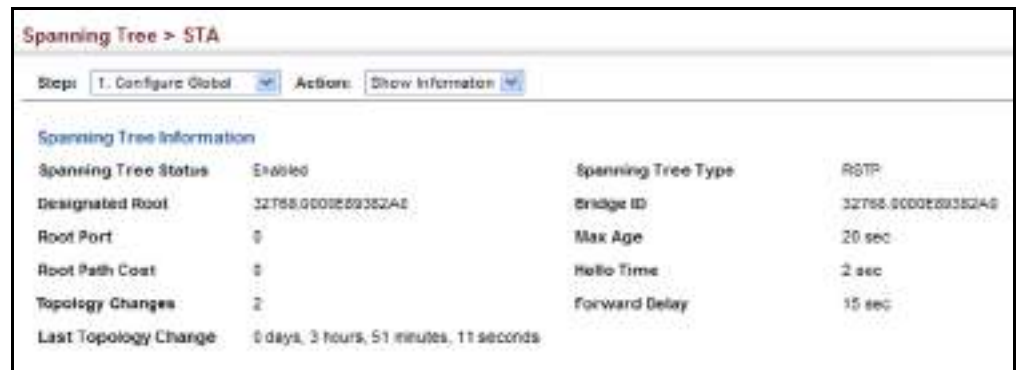 Spanning Tree > STA
Step: 1. Configure Global Action: Show Information
Spanning Tree Information
Spanning Tree Status Enabled Spanning Tree Type RSTP
Designated Root 32768.0000E89382A0 Bridge ID 32768.0000E89382A0
Root Port 0 Max Age 20 sec
Root Path Cost 0 Hello Time 2 sec
Topology Changes 2 Forward Delay 15 sec
Last Topology Change 0 days, 3 hours, 51 minutes, 11 seconds